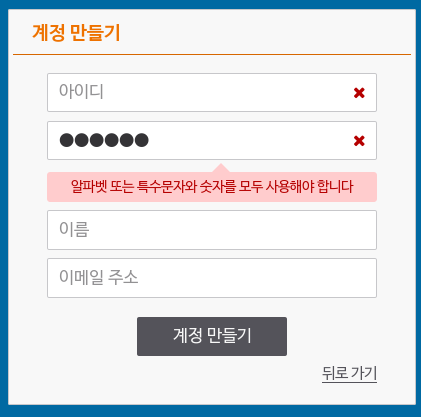 계정 만들기
아이디
●●●●●●
알파벳 또는 특수문자와 숫자를 모두 사용해야 합니다
이름
이메일 주소
계정 만들기
뒤로 가기